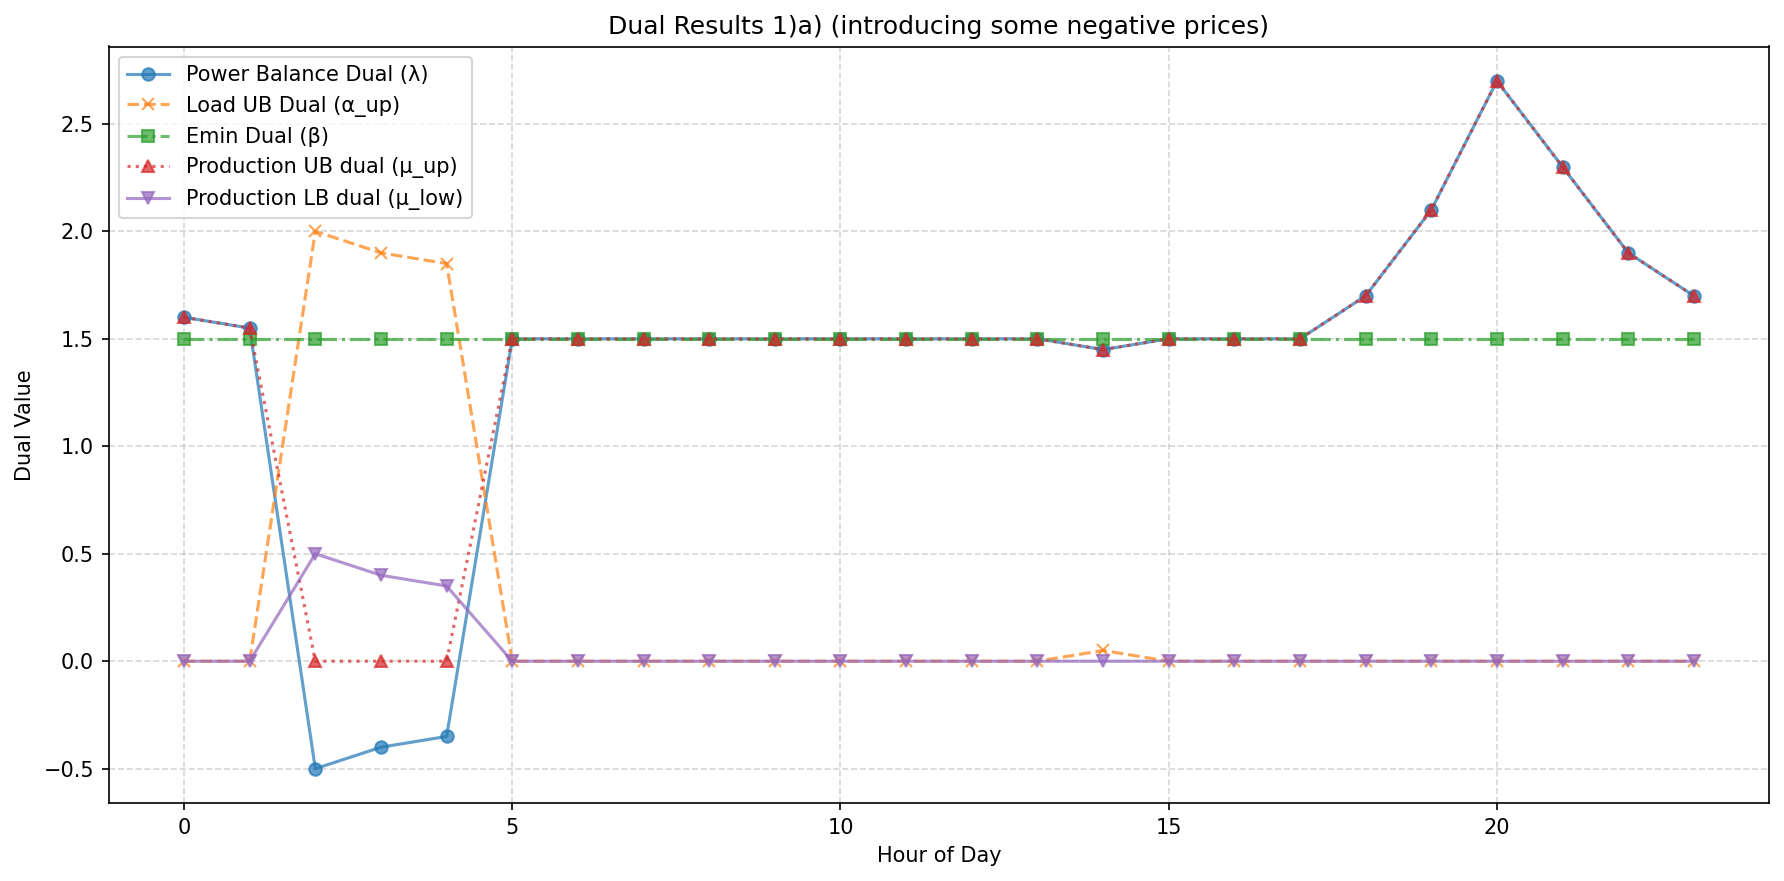 Dual Results 1)a) (introducing some negative prices)
Power Balance Dual (λ)
Load UB Dual (α_up)
Emin Dual (β)
Production UB dual (μ_up)
Production LB dual (μ_low)
Dual Value
2.5
2.0
1.5
1.0
0.5
0.0
−0.5
0 5 10 15 20
Hour of Day